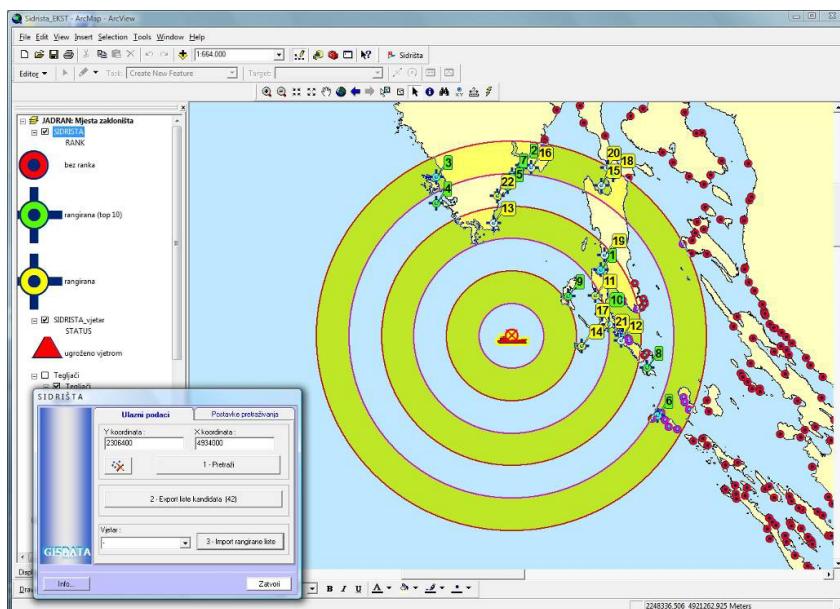 Sidrista_EKST - ArcMap - ArcView
File Edit View Insert Selection Tools Window Help
1:664.000
Sidrišta
Editor
Task: Create New Feature
Target:
JADRAN: Mjesta zakloništa
SIDRISTA
RANK
bez ranka
rangirana (top 10)
rangirana
SIDRISTA_vjetar
STATUS
ugroženo vjetrom
Tegljači
Tegljači
3
4
7
2
16
5
22
13
20
18
15
19
1
11
9
10
17
21
12
14
8
6
SIDRIŠTA
Ulazni podaci
Postavke pretraživanja
Y koordinata :
X koordinata :
2306400
4934000
1 - Pretraži
2 - Export liste kandidata (42)
Vjetar :
-
3 - Import rangirane liste
GISDATA
Info...
Zatvori
B I U A
2248336.506 4921262.925 Meters